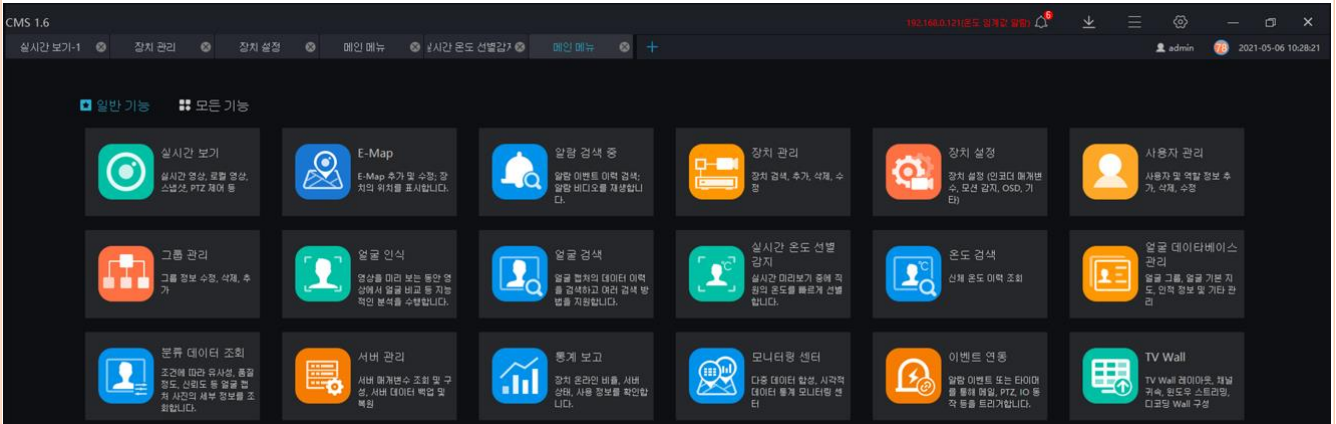 CMS 1.6
192.168.0.121(온도 임계값 알람) 6
실시간 보기-1 장치 관리 장치 설정 메인 메뉴 실시간 온도 선별감지 메인 메뉴 +
admin 78 2021-05-06 10:28:21
일반 기능 모든 기능
실시간 보기
실시간 영상, 로컬 영상,
스냅샷, PTZ 제어 등
E-Map
E-Map 추가 및 수정; 장
치의 위치를 표시합니다.
알람 검색 중
알람 이벤트 이력 검색;
알람 비디오를 재생합니
다.
장치 관리
장치 검색, 추가, 삭제, 수
정
장치 설정
장치 설정 (인코더 매개변
수, 모션 감지, OSD, 기
타)
사용자 관리
사용자 및 역할 정보 추
가, 삭제, 수정
그룹 관리
그룹 정보 수정, 삭제, 추
가
얼굴 인식
영상을 미리 보는 동안 영
상에서 얼굴 비교 등 지능
적인 분석을 수행합니다.
얼굴 검색
얼굴 캡처의 데이터 이력
을 검색하고 여러 검색 방
법을 지원합니다.
실시간 온도 선별
감지
실시간 미리보기 중에 직
원의 온도를 빠르게 선별
합니다.
온도 검색
신체 온도 이력 조회
얼굴 데이타베이스
관리
얼굴 그룹, 얼굴 기본 지
도, 인적 정보 및 기타 관
리
분류 데이터 조회
조건에 따라 유사성, 품질
정도, 신뢰도 등 얼굴 캡
처 사진의 세부 정보를 조
회합니다.
서버 관리
서버 매개변수 조회 및 구
성, 서버 데이터 백업 및
복원
통계 보고
장치 온라인 비율, 서버
상태, 사용 정보를 확인합
니다.
모니터링 센터
다중 데이터 합성, 시각적
데이터 통계 모니터링 센
터
이벤트 연동
알람 이벤트 또는 타이머
를 통해 메일, PTZ, IO 동
작 등을 트리거합니다.
TV Wall
TV Wall 레이아웃, 채널
귀속, 윈도우 스트리밍,
디코딩 Wall 구성